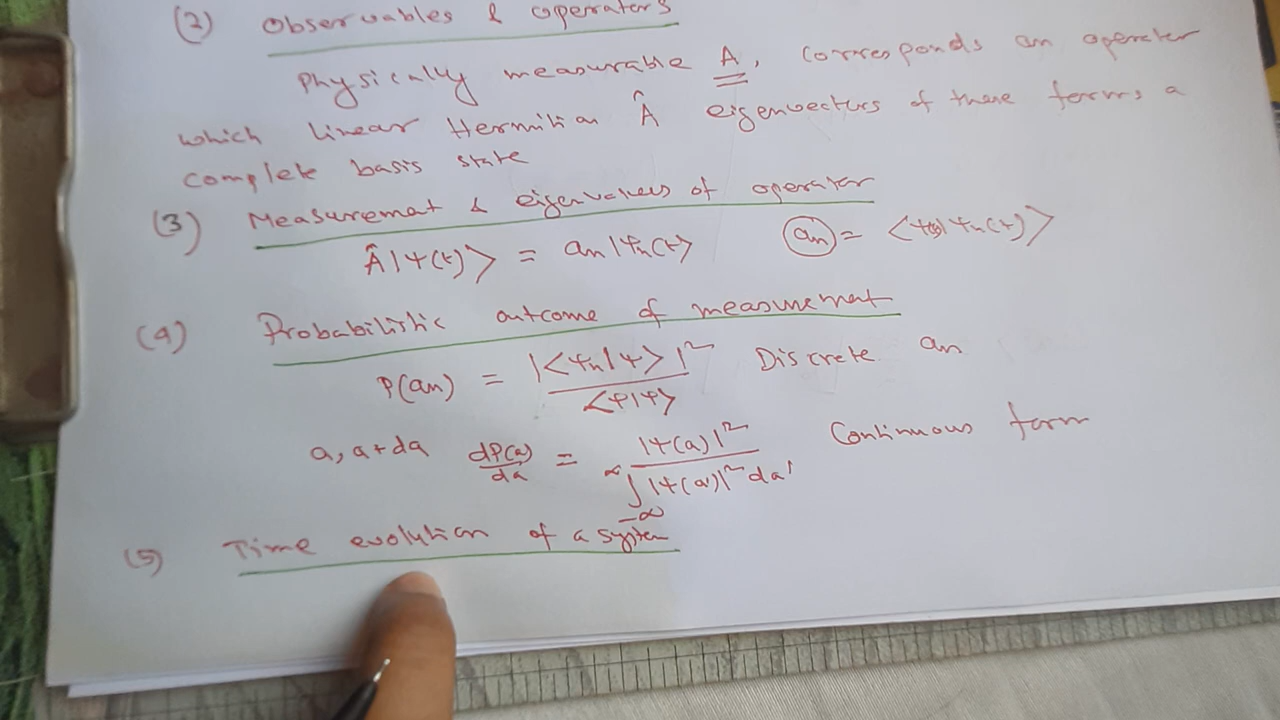 (2) Observables & operators
Physically measurable A, corresponds an operator
which linear Hermitian Â eigenvectors of these forms a
complete basis state
(3) Measuremat & eigenvalues of operator
Â|ψ(t)⟩ = an|ψn(t)⟩ an = ⟨ψ(t)|ψn(t)⟩
(4) Probabilistic outcome of measuremat
P(an) = |⟨ψn|ψ⟩|² / ⟨ψ|ψ⟩ Discrete an
a, a+da dP(a)/da = |ψ(a)|² / ∫_{-∞}^{∞} |ψ(a')|² da' Continuous form
(5) Time evolution of a system